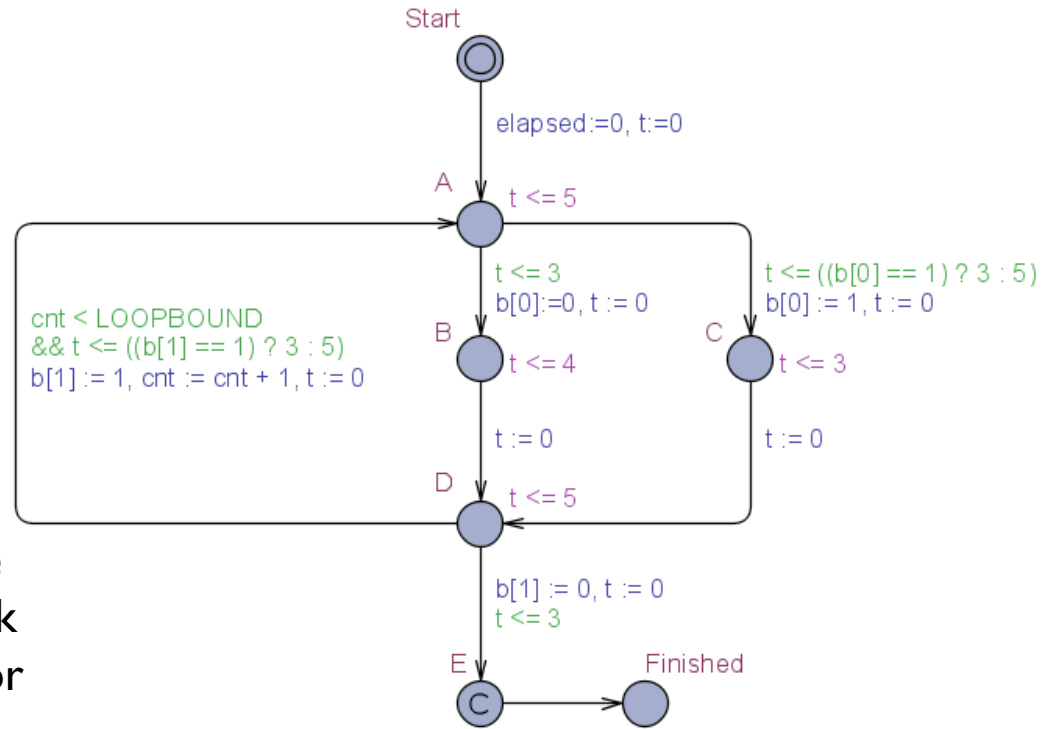 Start
elapsed:=0, t:=0
A
t <= 5
t <= 3
b[0]:=0, t := 0
t <= ((b[0] == 1) ? 3 : 5)
b[0] := 1, t := 0
cnt < LOOPBOUND
&& t <= ((b[1] == 1) ? 3 : 5)
b[1] := 1, cnt := cnt + 1, t := 0
B
t <= 4
C
t <= 3
t := 0
t := 0
D
t <= 5
b[1] := 0, t := 0
t <= 3
k
or
E
C
Finished